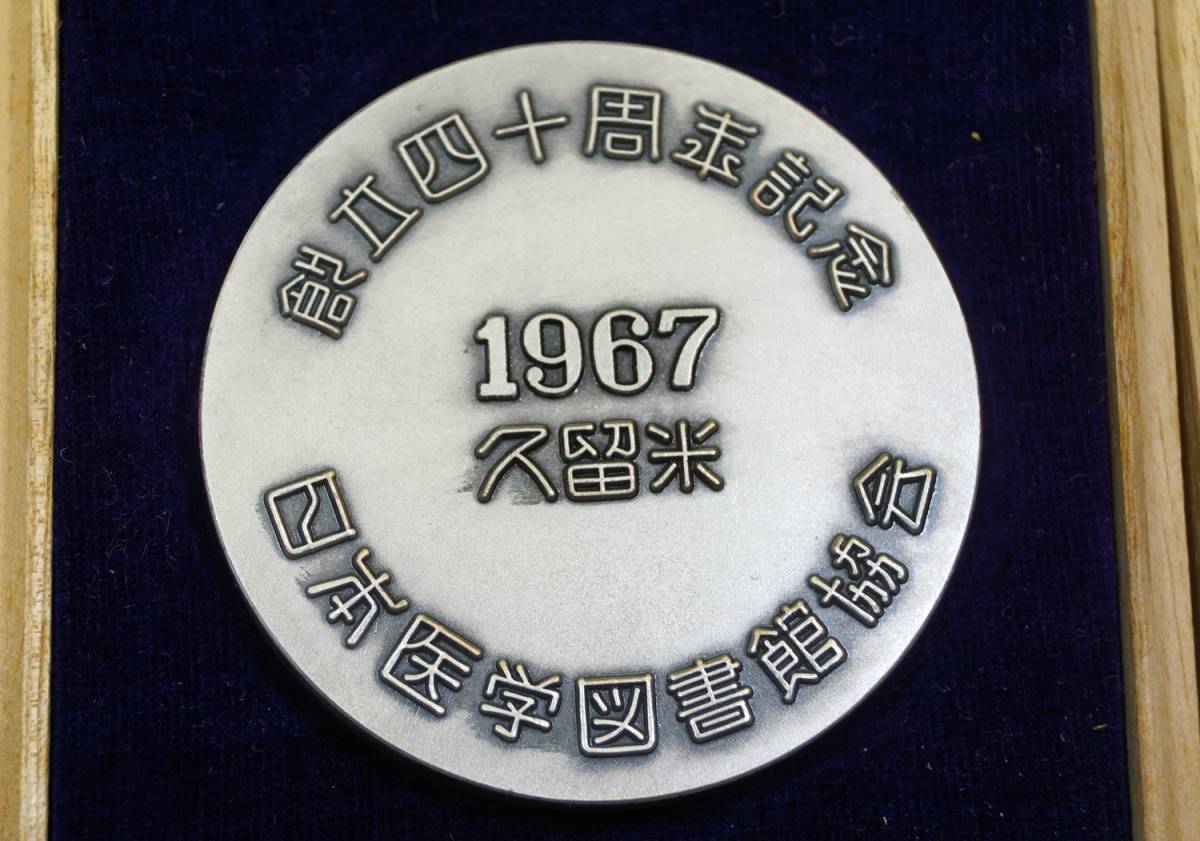 創立四十周年記念
1967
久留米
日本医学図書館協会